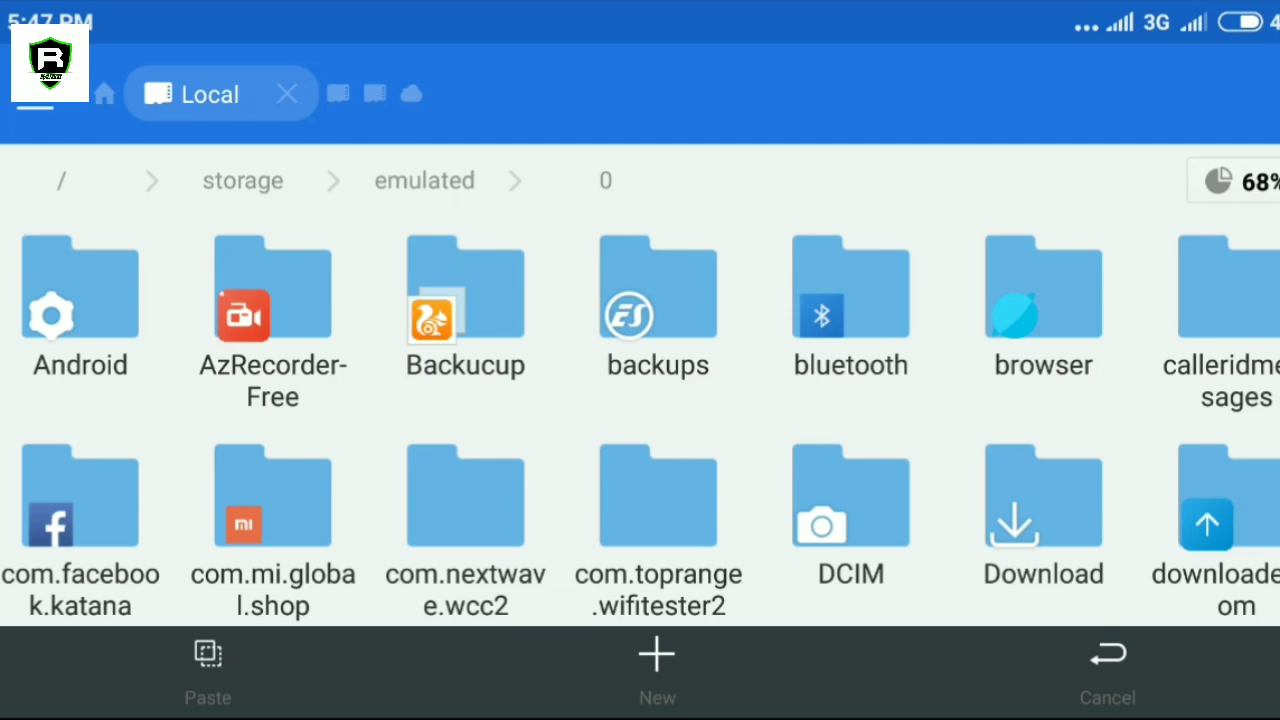 5:47 PM
3G
4
R
Local
/
storage
emulated
0
68%
Android
AzRecorder-
Free
Backucup
backups
bluetooth
browser
calleridme
sages
com.faceboo
k.katana
com.mi.globa
l.shop
com.nextwav
e.wcc2
com.toprange
.wifitester2
DCIM
Download
downloade
om
Paste
New
Cancel